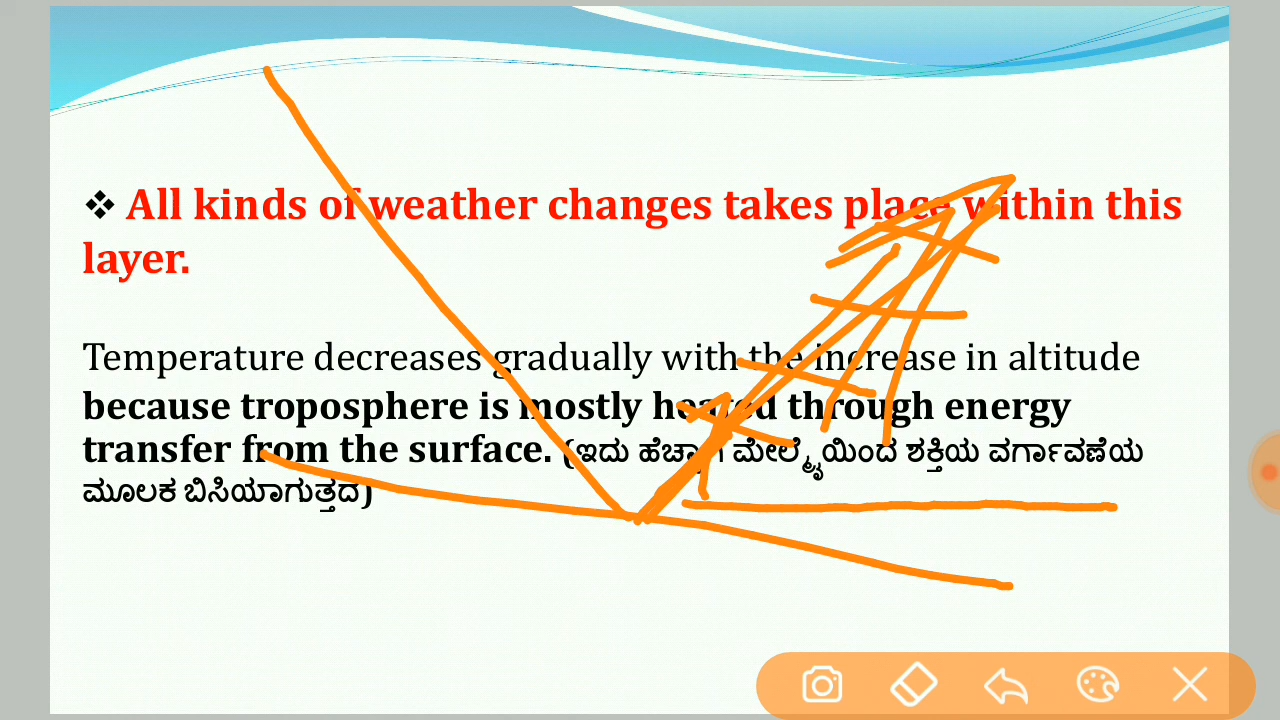 ❖ All kinds of weather changes takes place within this
layer.
Temperature decreases gradually with the increase in altitude
because troposphere is mostly heated through energy
transfer from the surface. (ಇದು ಹೆಚ್ಚಾಗಿ ಮೇಲ್ಮೈಯಿಂದ ಶಕ್ತಿಯ ವರ್ಗಾವಣೆಯ
ಮೂಲಕ ಬಿಸಿಯಾಗುತ್ತದೆ)